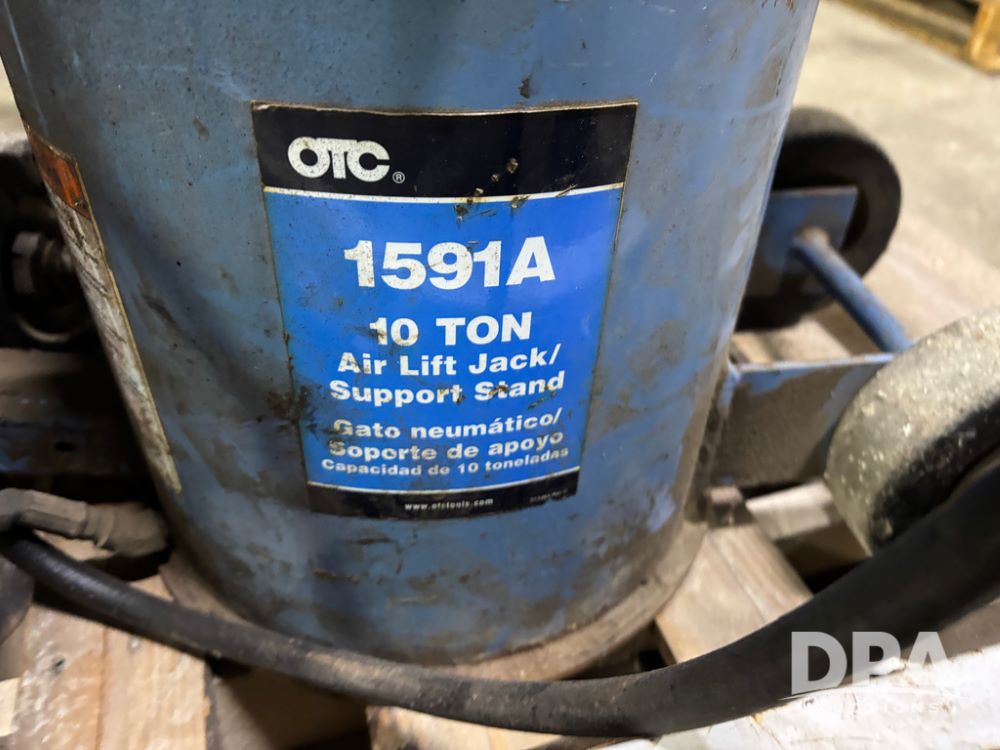 OTC®
1591A
10 TON
Air Lift Jack/
Support Stand
Gato neumático/
Soporte de apoyo
Capacidad de 10 toneladas
www.otctools.com
DPA
AUCTIONS